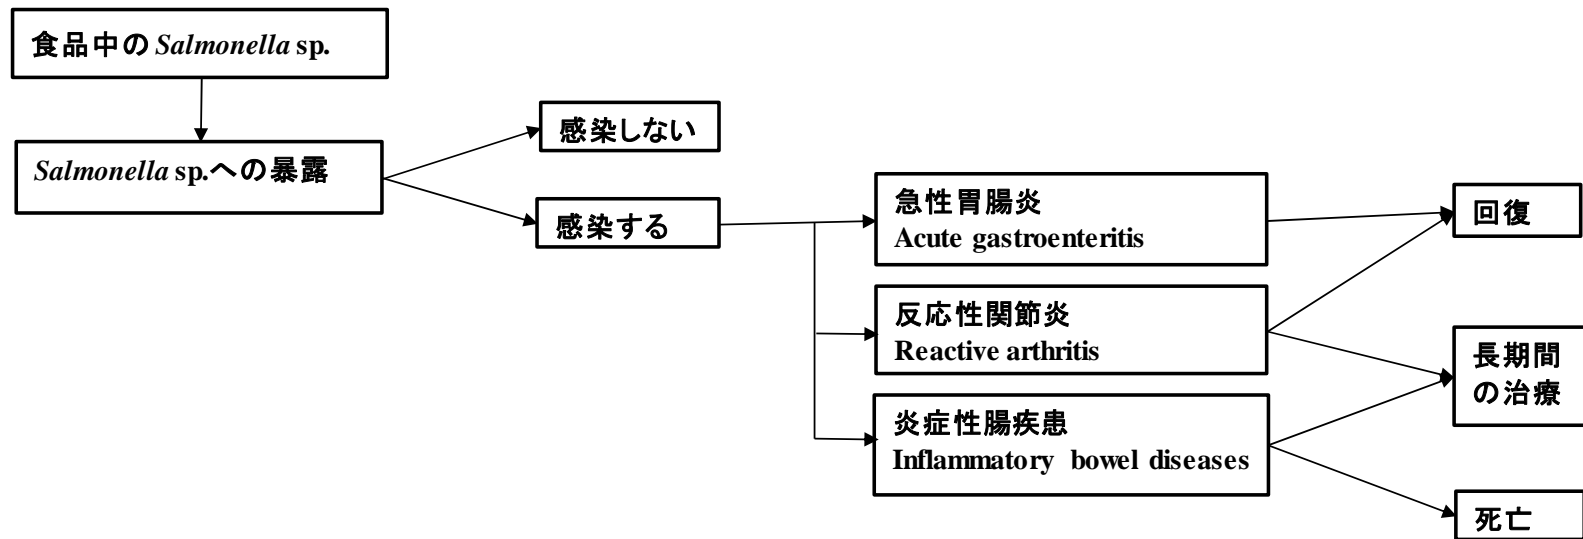 食品中の Salmonella sp.
Salmonella sp.への暴露
感染しない
感染する
急性胃腸炎
Acute gastroenteritis
反応性関節炎
Reactive arthritis
炎症性腸疾患
Inflammatory bowel diseases
回復
長期間
の治療
死亡